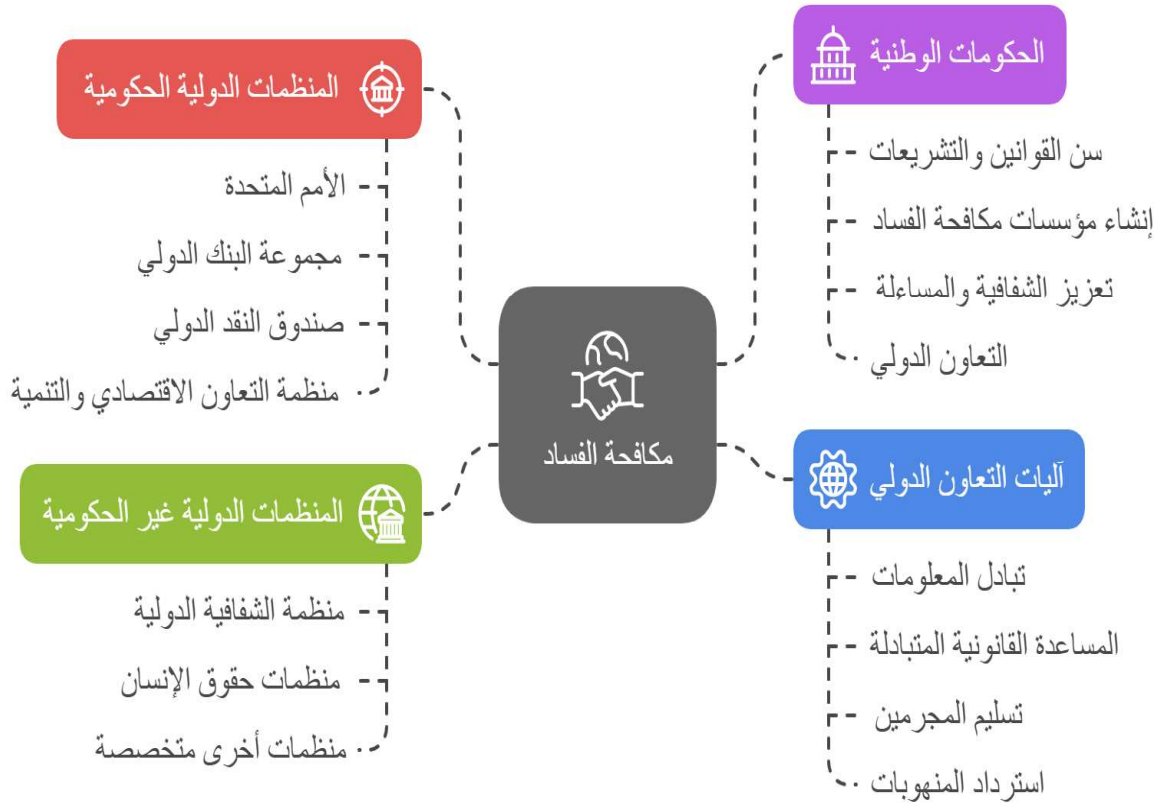 الحكومات الوطنية
سن القوانين والتشريعات
إنشاء مؤسسات مكافحة الفساد
تعزيز الشفافية والمساءلة
التعاون الدولي
المنظمات الدولية الحكومية
الأمم المتحدة
مجموعة البنك الدولي
صندوق النقد الدولي
منظمة التعاون الاقتصادي والتنمية
مكافحة الفساد
آليات التعاون الدولي
تبادل المعلومات
المساعدة القانونية المتبادلة
تسليم المجرمين
استرداد المنهوبات
المنظمات الدولية غير الحكومية
منظمة الشفافية الدولية
منظمات حقوق الإنسان
منظمات أخرى متخصصة